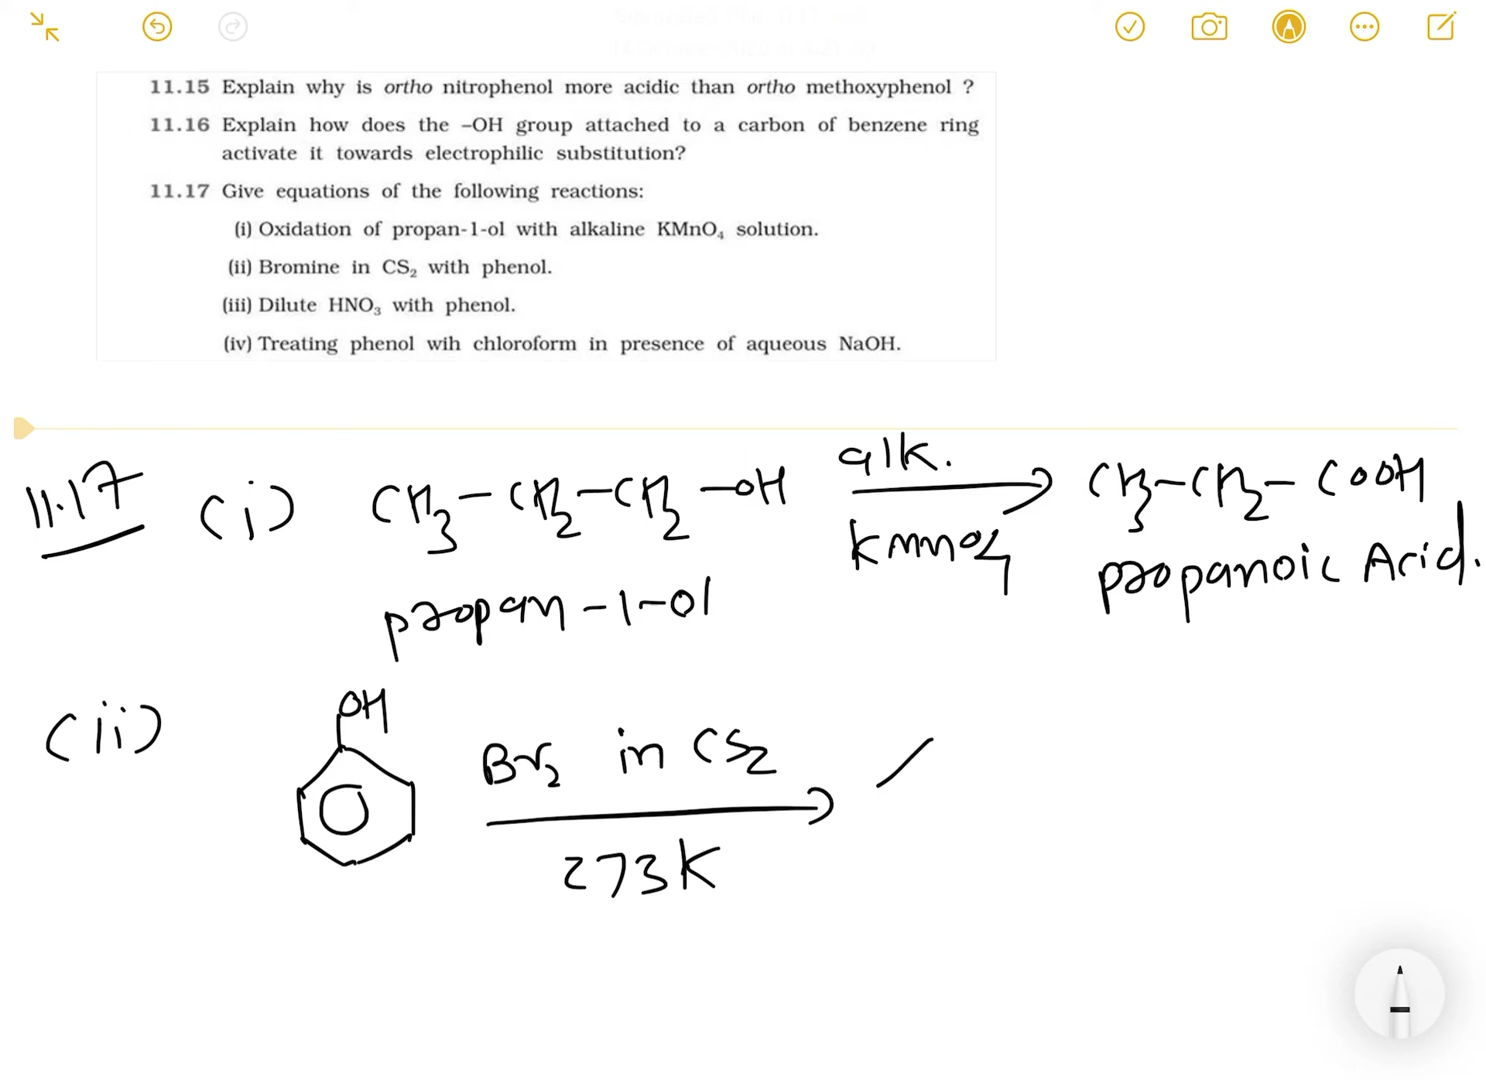 11.15 Explain why is ortho nitrophenol more acidic than ortho methoxyphenol ?
11.16 Explain how does the –OH group attached to a carbon of benzene ring
activate it towards electrophilic substitution?
11.17 Give equations of the following reactions:
(i) Oxidation of propan-1-ol with alkaline KMnO₄ solution.
(ii) Bromine in CS₂ with phenol.
(iii) Dilute HNO₃ with phenol.
(iv) Treating phenol wih chloroform in presence of aqueous NaOH.
11.17 (i) CH₃–CH₂–CH₂–OH alk. CH₃–CH₂–COOH
KMnO₄
propan-1-ol propanoic Acid.
(ii) OH
Br₂ in CS₂
273K